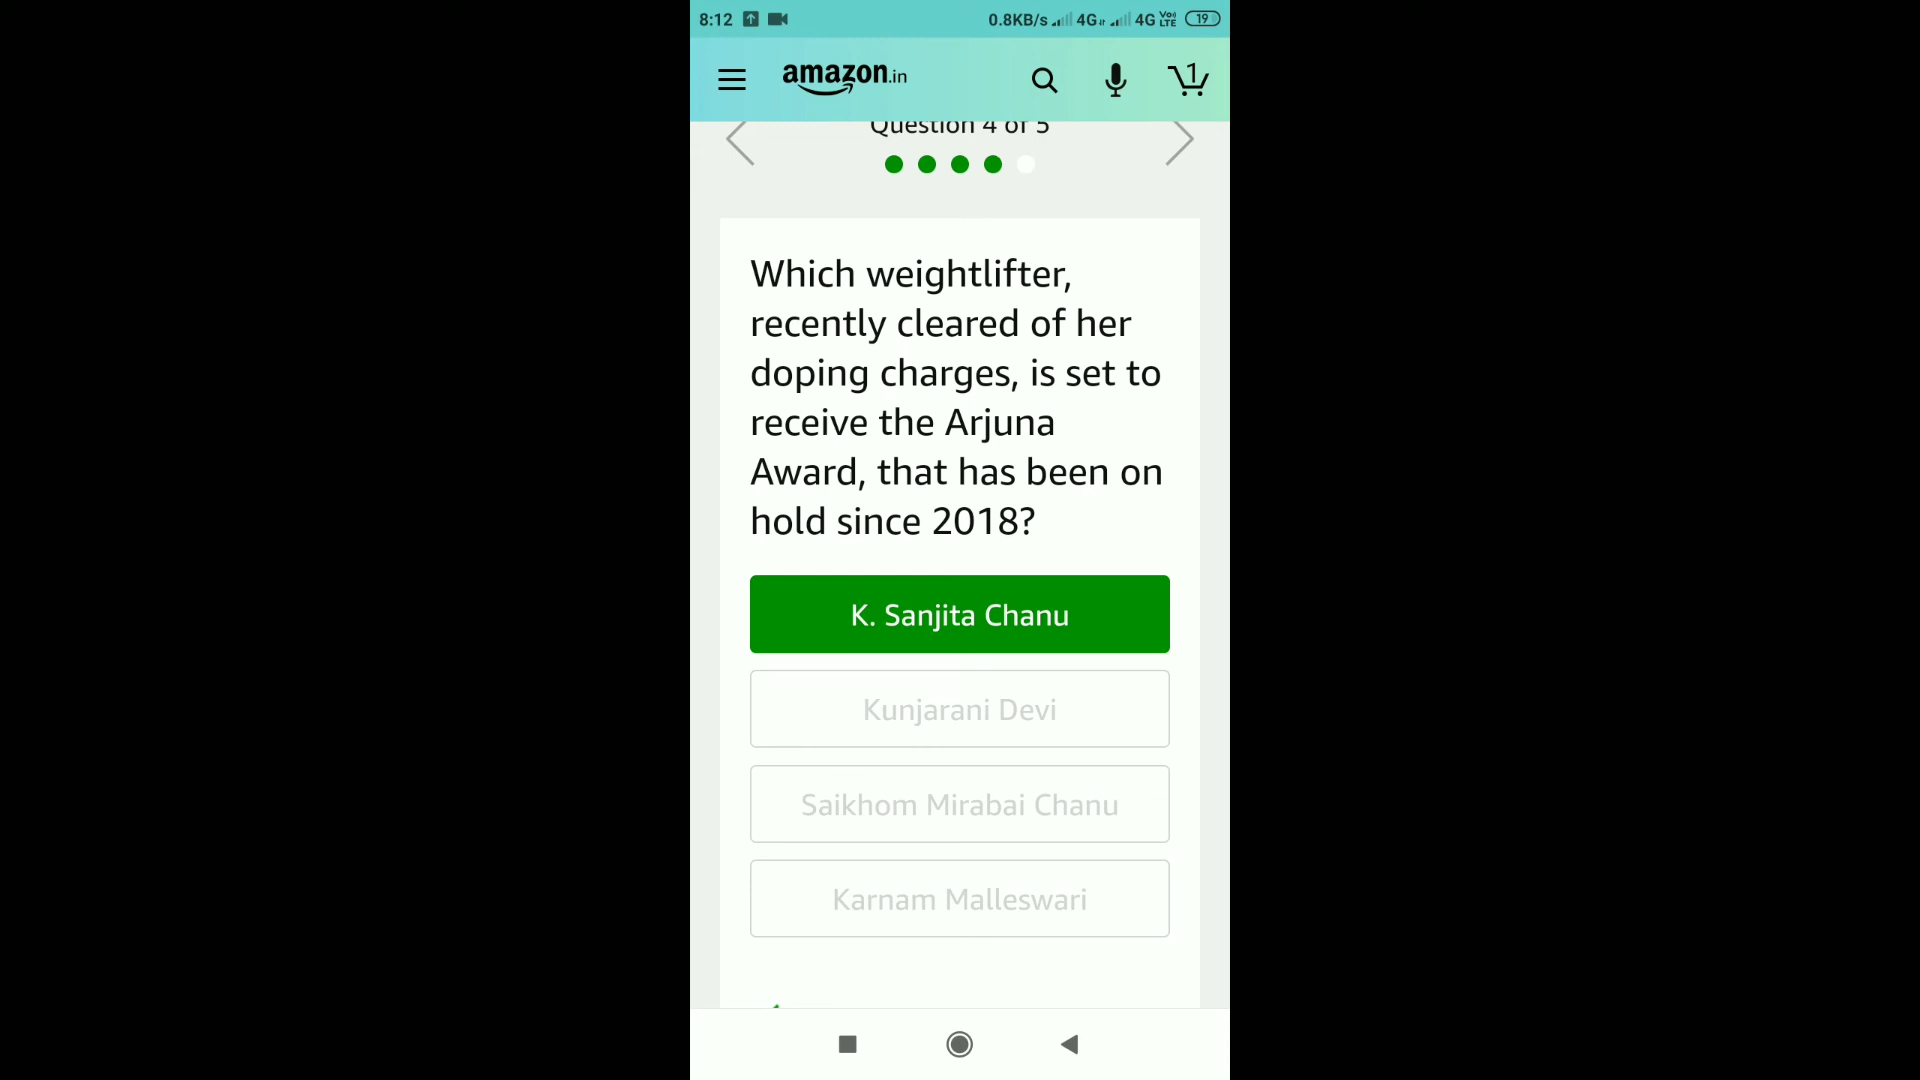 8:12 0.8KB/s 4G 4G Vo LTE 19
amazon.in
1
Question 4 of 5
Which weightlifter,
recently cleared of her
doping charges, is set to
receive the Arjuna
Award, that has been on
hold since 2018?
K. Sanjita Chanu
Kunjarani Devi
Saikhom Mirabai Chanu
Karnam Malleswari